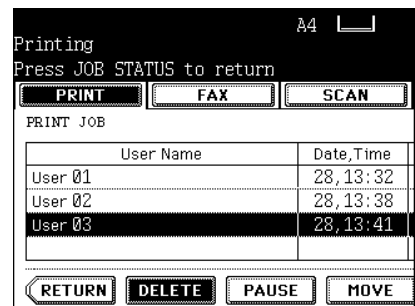 A4
Printing
Press JOB STATUS to return
PRINT FAX SCAN
PRINT JOB
User Name Date,Time
User 01 28,13:32
User 02 28,13:38
User 03 28,13:41
RETURN DELETE PAUSE MOVE